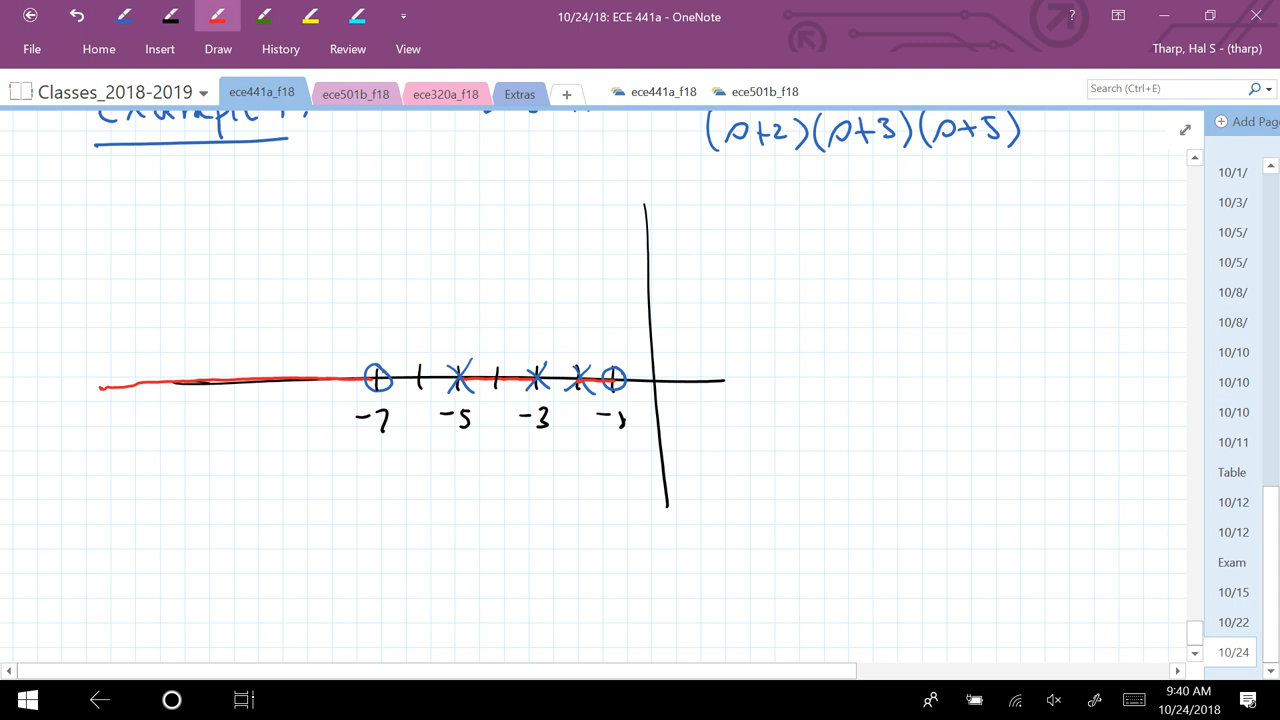 10/24/18: ECE 441a - OneNote
File Home Insert Draw History Review View
Tharp, Hal S - (tharp)
Classes_2018-2019 ece441a_f18 ece501b_f18 ece320a_f18 Extras + ece441a_f18 ece501b_f18
Search (Ctrl+E)
Add Pag
(s+2)(s+3)(s+5)
10/1/
10/3/
10/5/
10/5/
10/8/
10/8/
10/10
10/10
10/10
10/11
Table
10/12
10/12
Exam
10/15
10/22
10/24
-7 -5 -3 -1
9:40 AM
10/24/2018